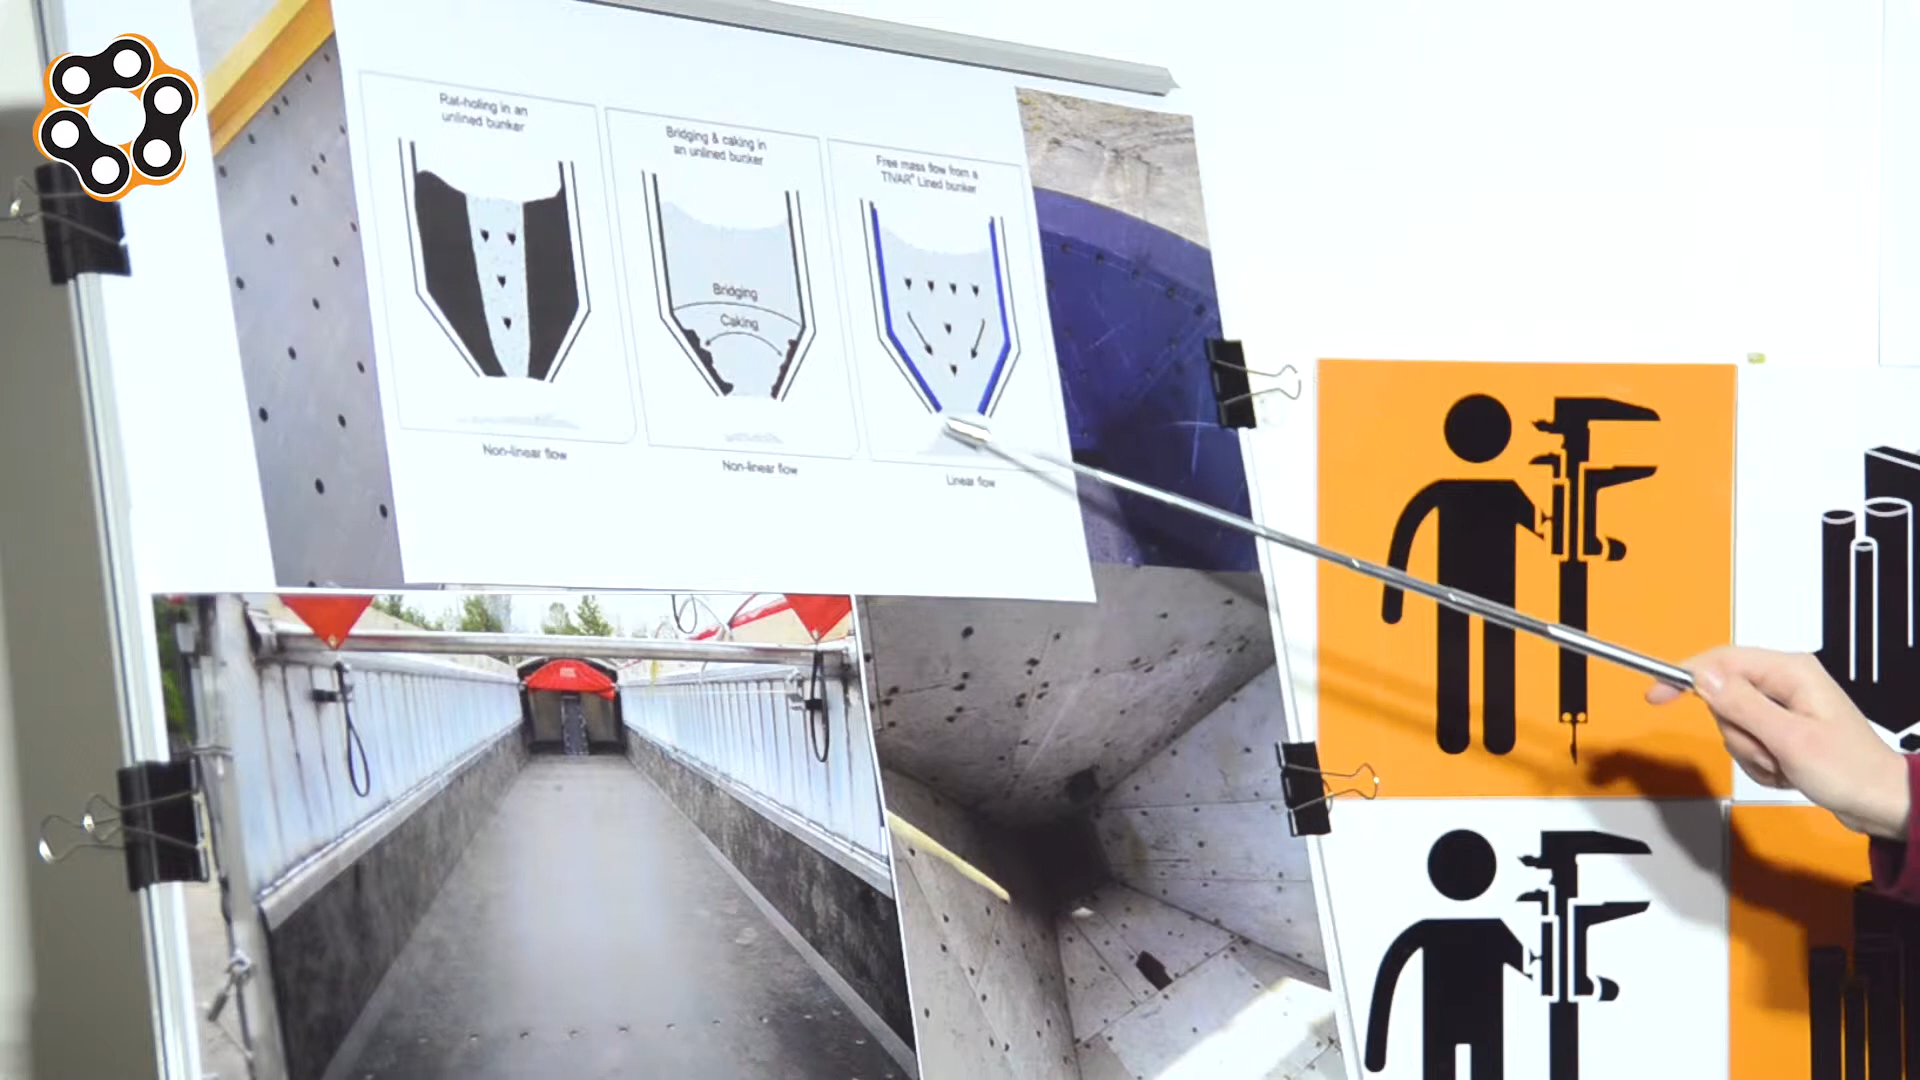 Rat-holing in an
unlined bunker
Non-linear flow
Bridging & caking in
an unlined bunker
Bridging
Caking
Non-linear flow
Free mass flow from a
TIVAR® Lined bunker
Linear flow